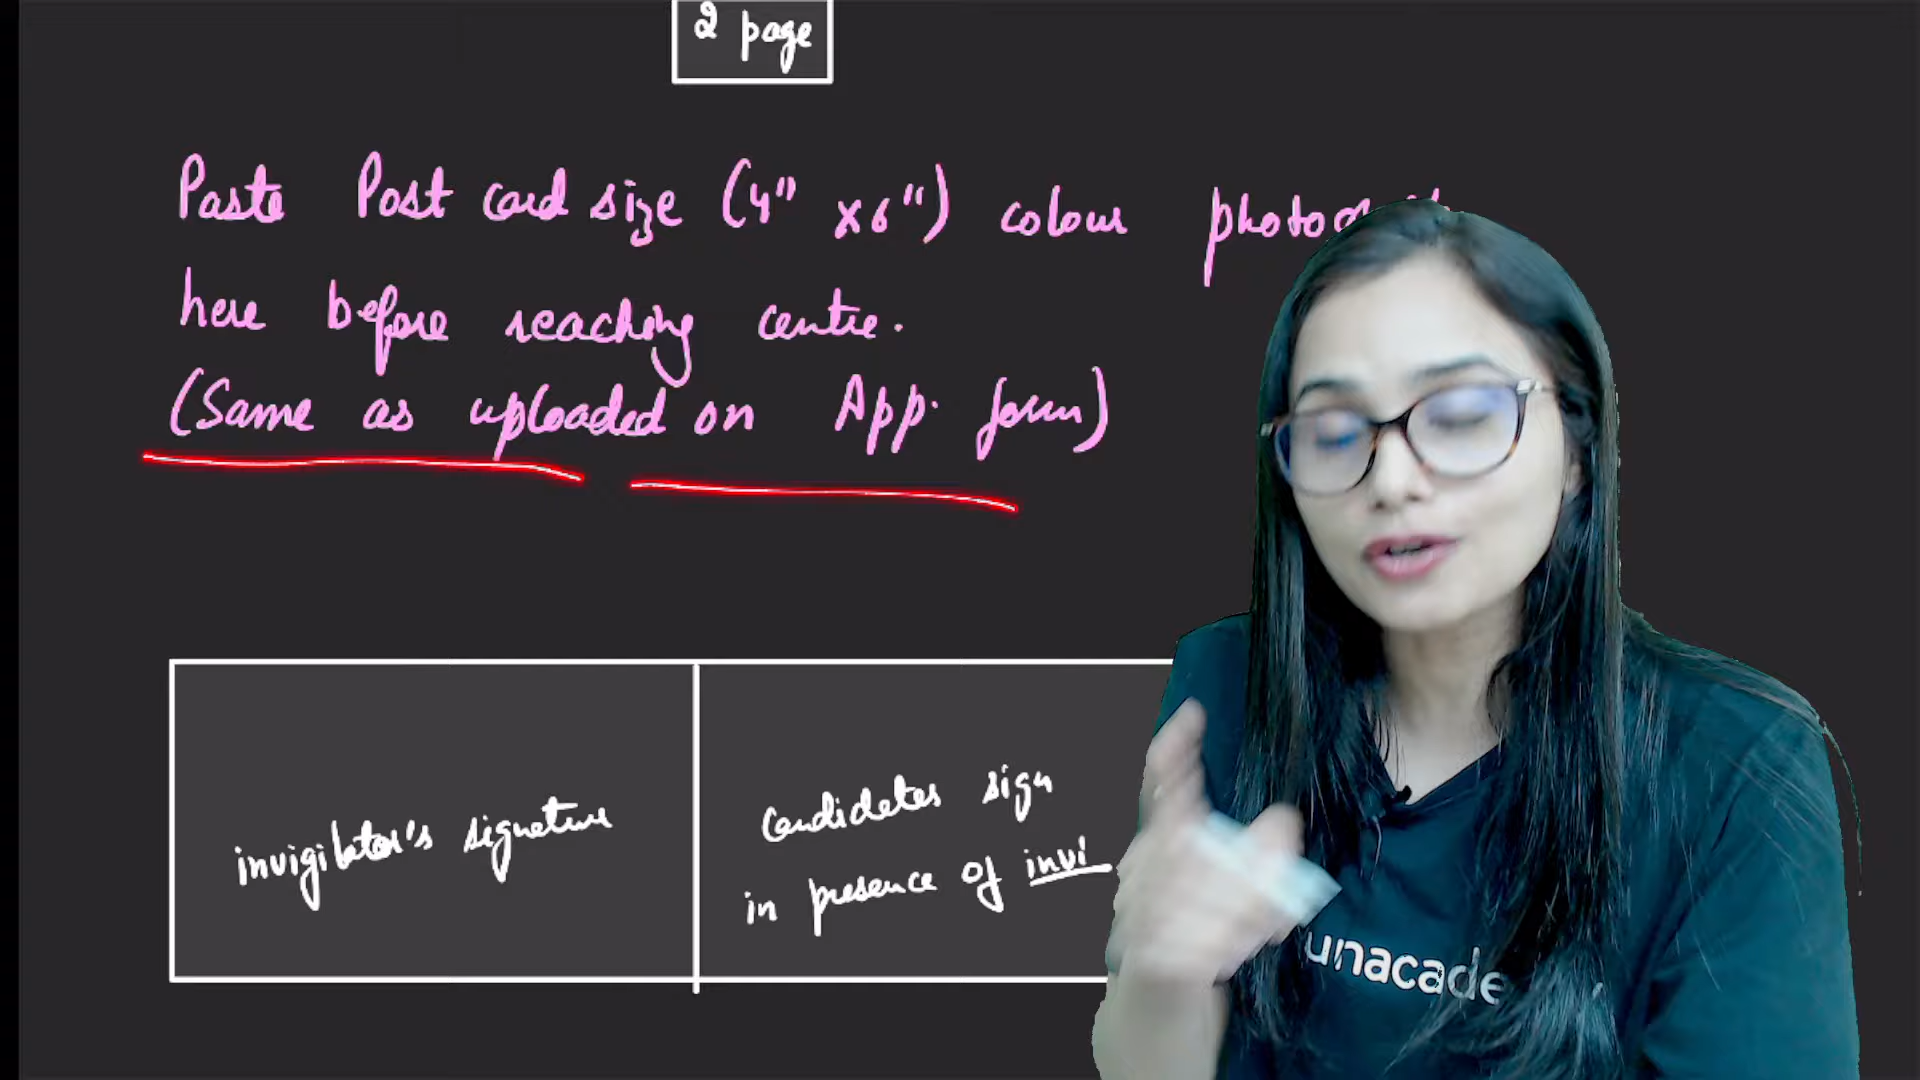 2 page
Paste Post card size (4" x6") colour
here before reaching centre.
(Same as uploaded on App. form)
invigilator's signature
candidates sign
in presence of invi
unacade